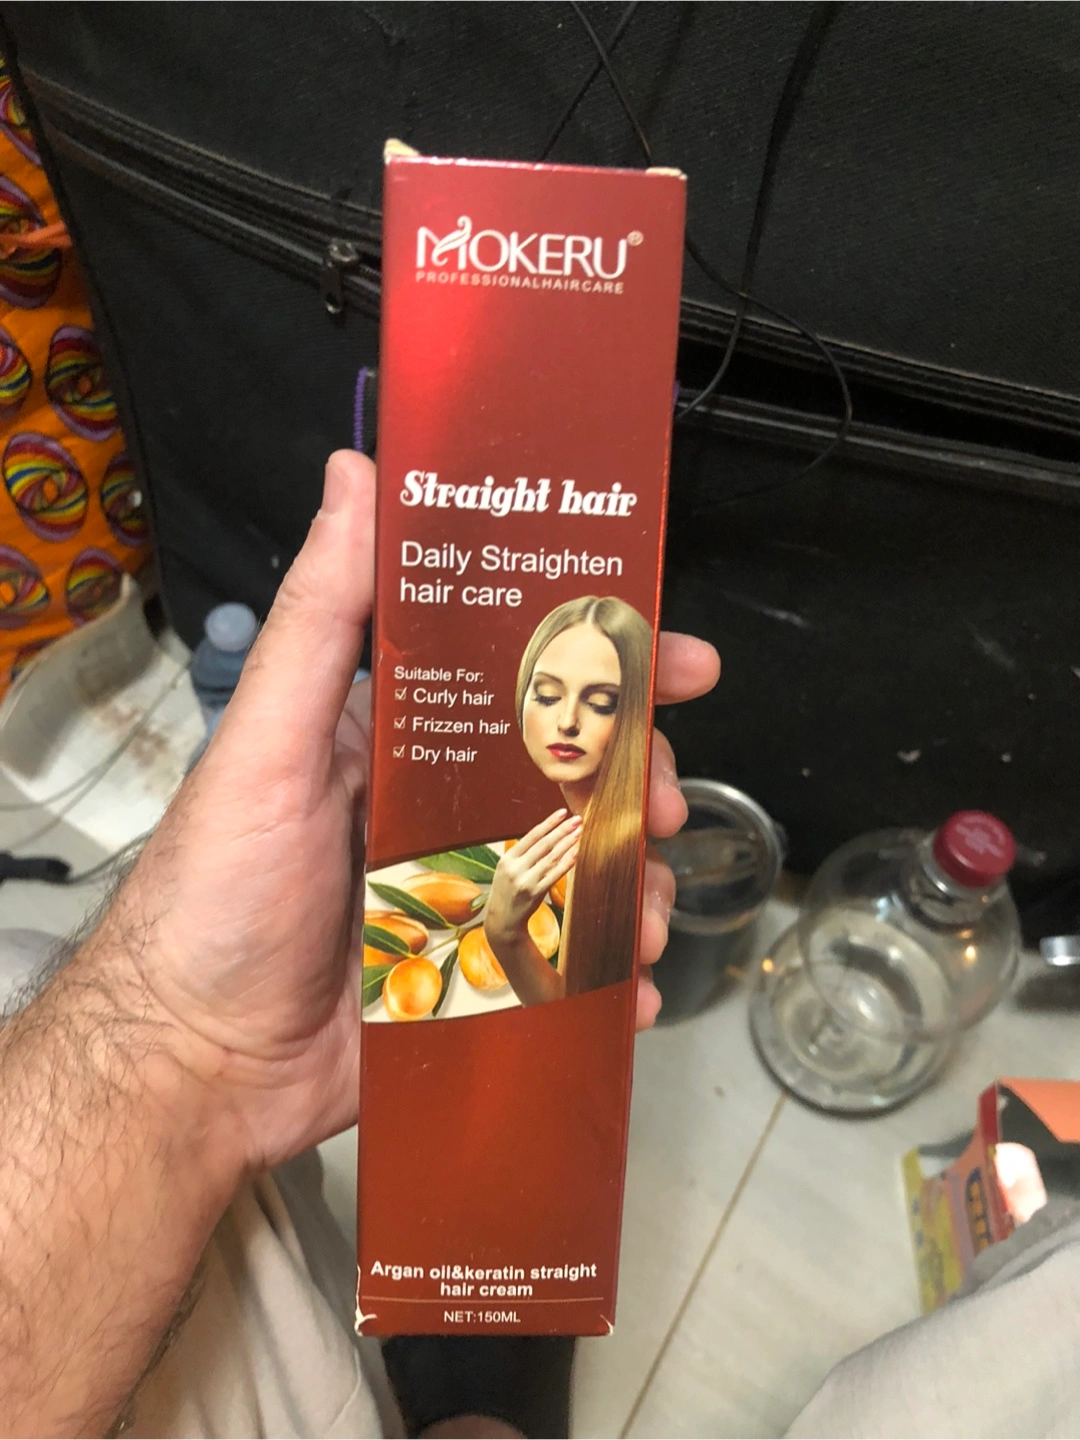 MOKERU®
PROFESSIONALHAIRCARE
Straight hair
Daily Straighten
hair care
Suitable For:
☑ Curly hair
☑ Frizzen hair
☑ Dry hair
Argan oil&keratin straight
hair cream
NET:150ML